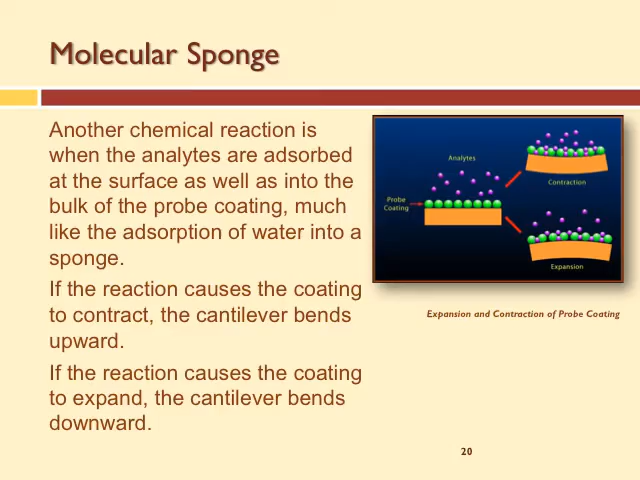 Molecular Sponge
Another chemical reaction is
when the analytes are adsorbed
at the surface as well as into the
bulk of the probe coating, much
like the adsorption of water into a
sponge.
If the reaction causes the coating
to contract, the cantilever bends
upward.
If the reaction causes the coating
to expand, the cantilever bends
downward.
Analytes
Probe
Coating
Contraction
Expansion
Expansion and Contraction of Probe Coating
20